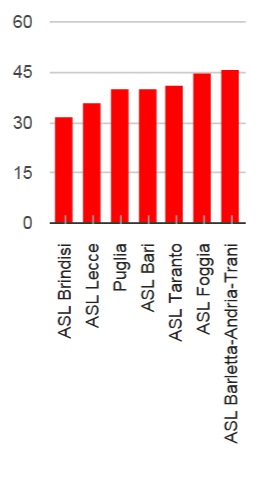 60
45
30
15
0
ASL Brindisi
ASL Lecce
Puglia
ASL Bari
ASL Taranto
ASL Foggia
ASL Barletta-Andria-Trani